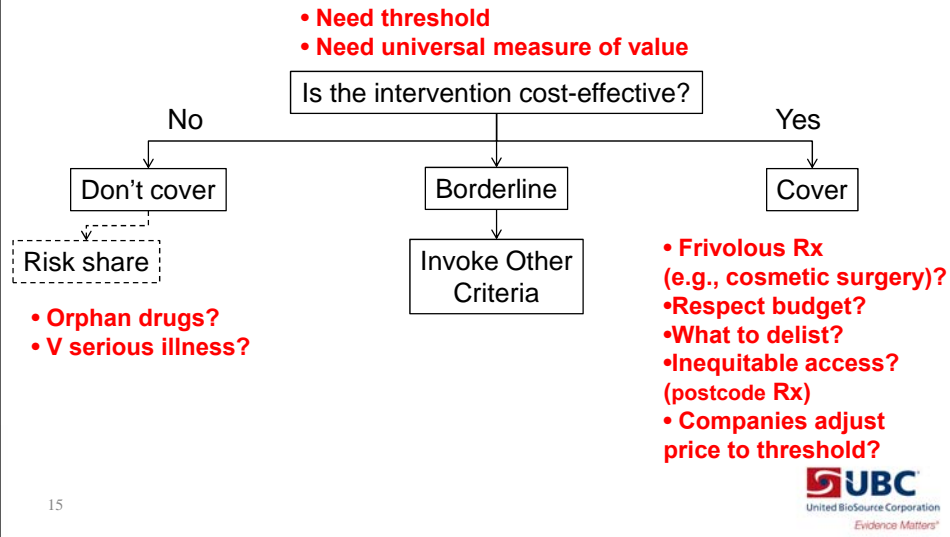 • Need threshold
• Need universal measure of value
Is the intervention cost-effective?
No
Yes
Don't cover
Borderline
Cover
Risk share
Invoke Other
Criteria
• Orphan drugs?
• V serious illness?
• Frivolous Rx
(e.g., cosmetic surgery)?
•Respect budget?
•What to delist?
•Inequitable access?
(postcode Rx)
• Companies adjust
price to threshold?
15
UBC
United BioSource Corporation
Evidence Matters®